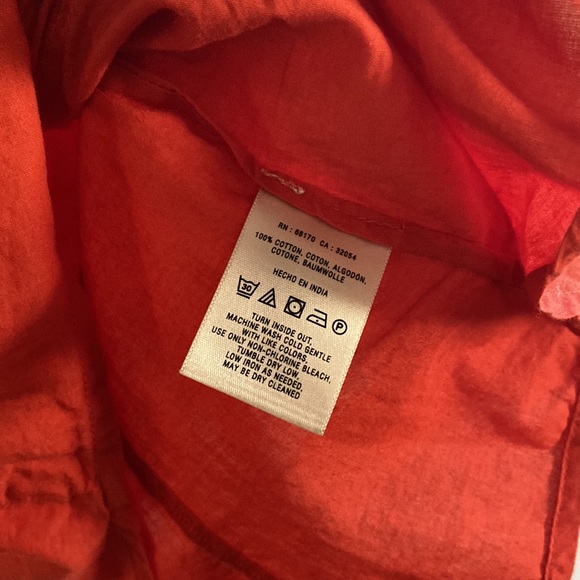 RN : 66170 CA : 32054
100% COTTON, COTON, ALGODÓN,
COTONE, BAUMWOLLE
HECHO EN INDIA
30 P
TURN INSIDE OUT.
MACHINE WASH COLD GENTLE
WITH LIKE COLORS.
USE ONLY NON-CHLORINE BLEACH.
TUMBLE DRY LOW.
LOW IRON AS NEEDED.
MAY BE DRY CLEANED